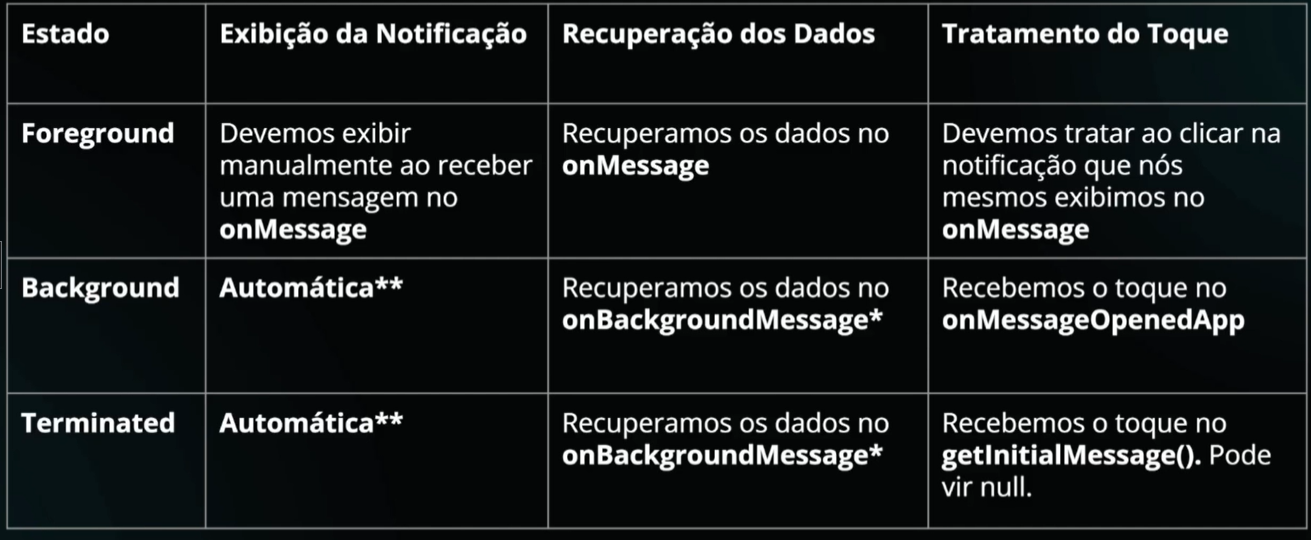 Estado
Exibição da Notificação
Recuperação dos Dados
Tratamento do Toque
Foreground
Devemos exibir
manualmente ao receber
uma mensagem no
onMessage
Recuperamos os dados no
onMessage
Devemos tratar ao clicar na
notificação que nós
mesmos exibimos no
onMessage
Background
Automática**
Recuperamos os dados no
onBackgroundMessage*
Recebemos o toque no
onMessageOpenedApp
Terminated
Automática**
Recuperamos os dados no
onBackgroundMessage*
Recebemos o toque no
getInitialMessage(). Pode
vir null.